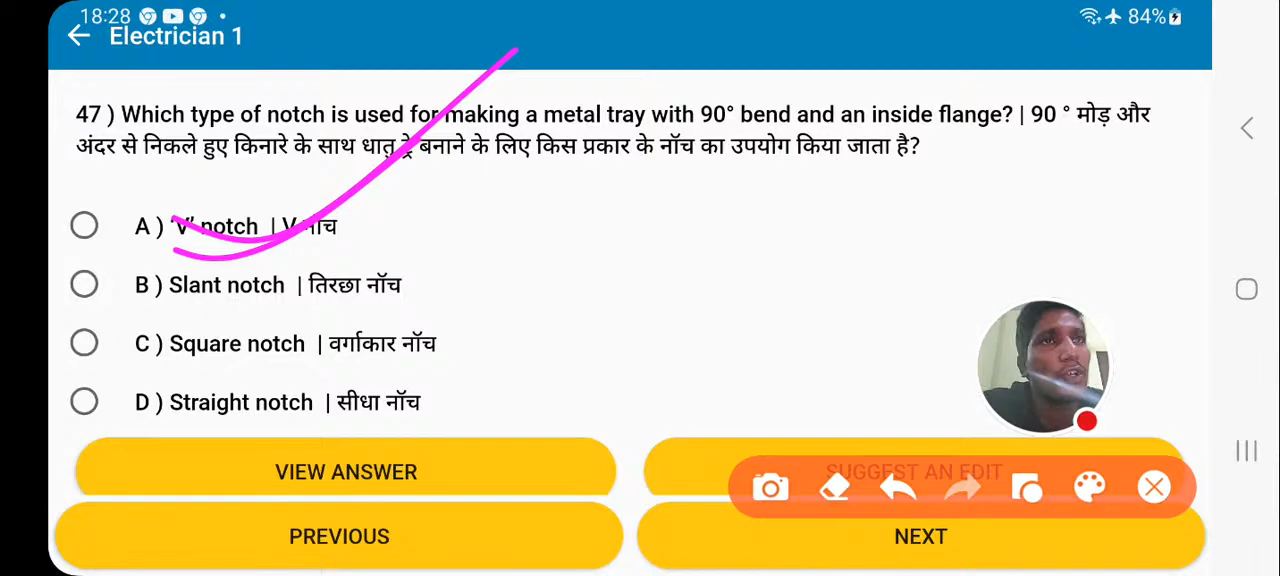 18:28
84%
Electrician 1
47 ) Which type of notch is used for making a metal tray with 90° bend and an inside flange? | 90 ° मोड़ और
अंदर से निकले हुए किनारे के साथ धातु ट्रे बनाने के लिए किस प्रकार के नॉच का उपयोग किया जाता है?
A ) 'V' notch | V नॉच
B ) Slant notch | तिरछा नॉच
C ) Square notch | वर्गाकार नॉच
D ) Straight notch | सीधा नॉच
VIEW ANSWER
SUGGEST AN EDIT
PREVIOUS
NEXT